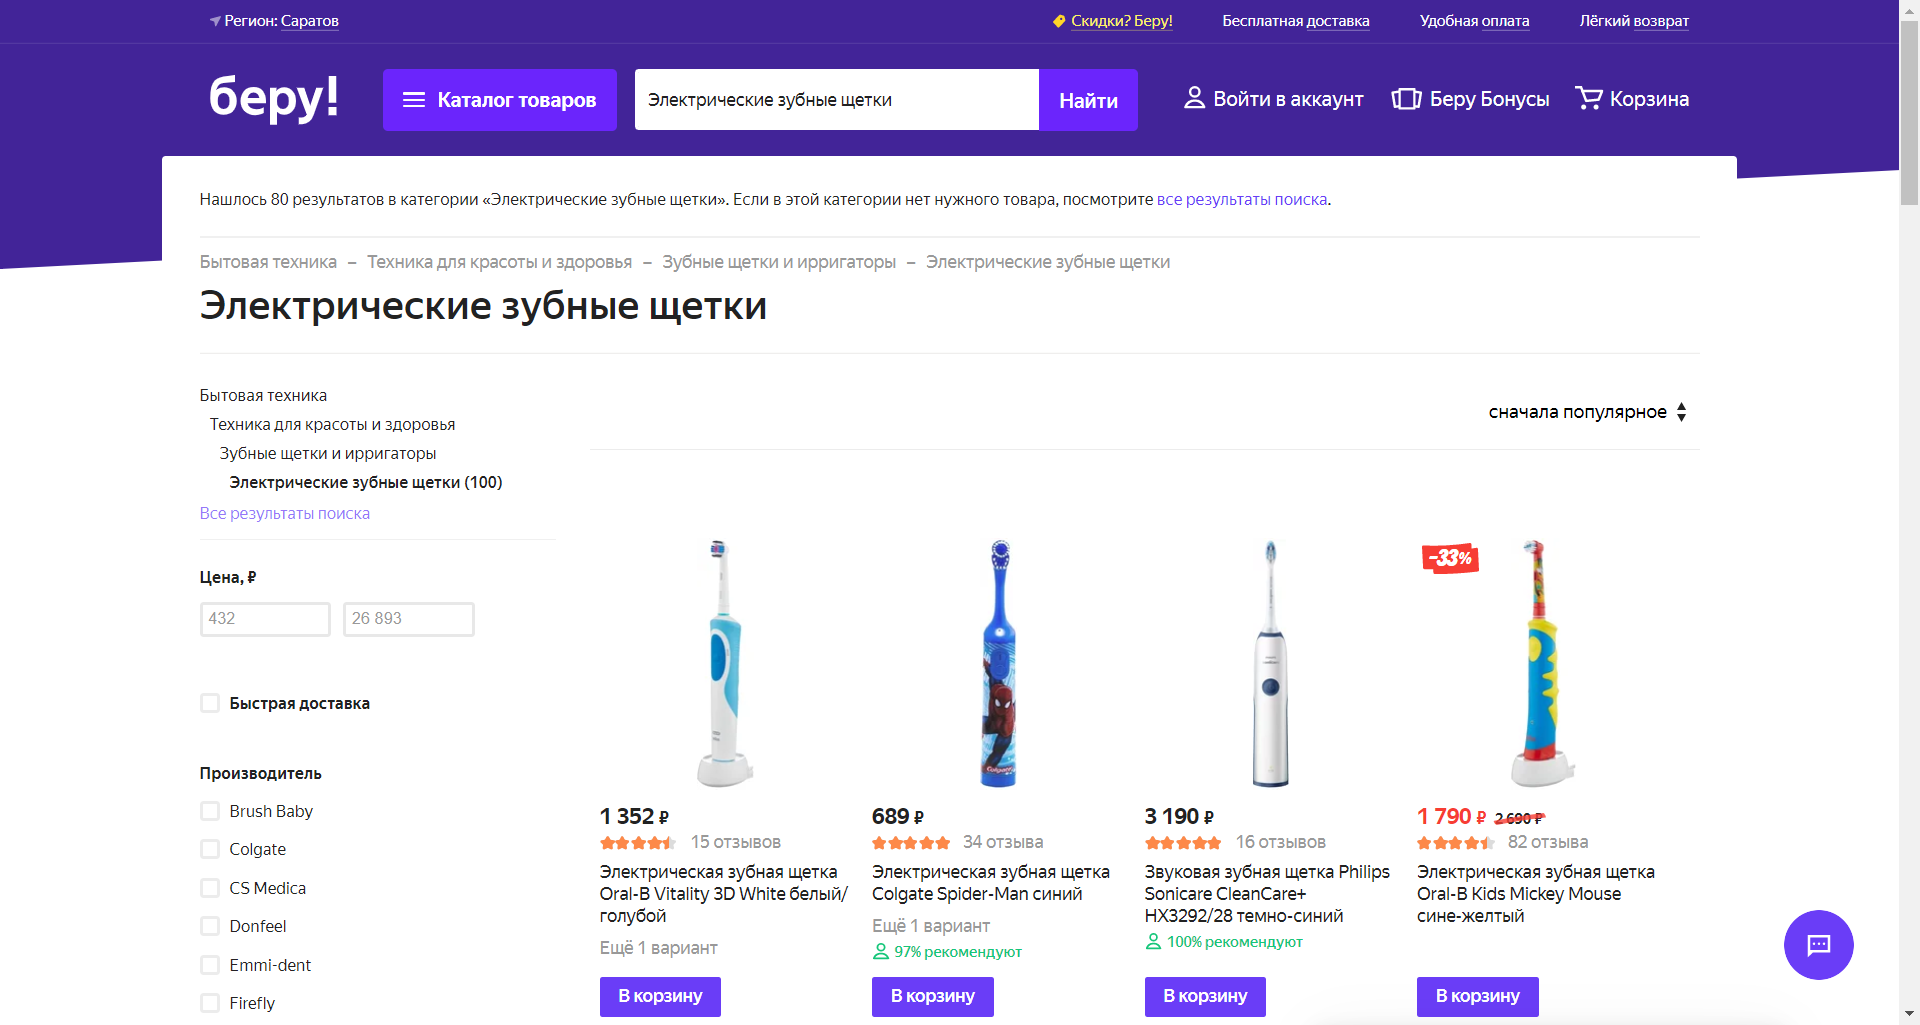 Регион: Саратов
Скидки? Беру!
Бесплатная доставка
Удобная оплата
Лёгкий возврат
беру!
Каталог товаров
Электрические зубные щетки
Найти
Войти в аккаунт
Беру Бонусы
Корзина
Нашлось 80 результатов в категории «Электрические зубные щетки». Если в этой категории нет нужного товара, посмотрите все результаты поиска.
Бытовая техника – Техника для красоты и здоровья – Зубные щетки и ирригаторы – Электрические зубные щетки
Электрические зубные щетки
Бытовая техника
Техника для красоты и здоровья
Зубные щетки и ирригаторы
Электрические зубные щетки (100)
Все результаты поиска
Цена, ₽
432
26 893
Быстрая доставка
Производитель
Brush Baby
Colgate
CS Medica
Donfeel
Emmi-dent
Firefly
сначала популярное
1 352 ₽
15 отзывов
Электрическая зубная щетка
Oral-B Vitality 3D White белый/
голубой
Ещё 1 вариант
В корзину
Colgate
689 ₽
34 отзыва
Электрическая зубная щетка
Colgate Spider-Man синий
Ещё 1 вариант
97% рекомендуют
В корзину
3 190 ₽
16 отзывов
Звуковая зубная щетка Philips
Sonicare CleanCare+
HX3292/28 темно-синий
100% рекомендуют
В корзину
-33%
1 790 ₽ 2 690 ₽
82 отзыва
Электрическая зубная щетка
Oral-B Kids Mickey Mouse
сине-желтый
В корзину